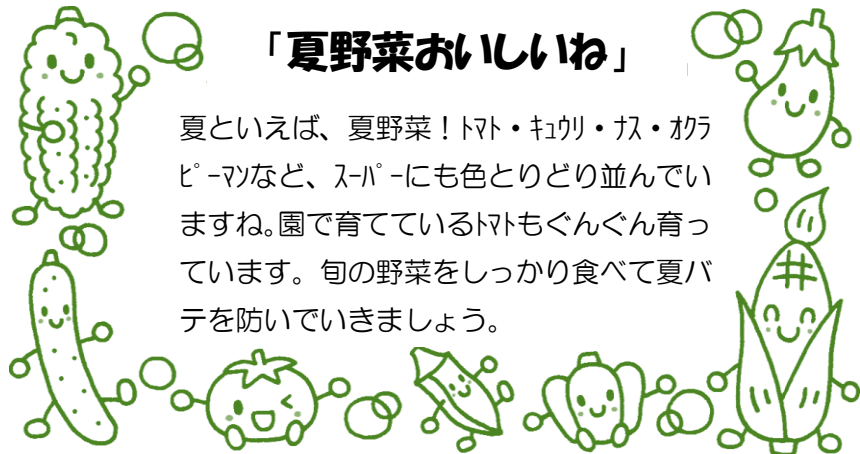 「夏野菜おいしいね」
夏といえば、夏野菜！ﾄﾏﾄ・ｷｭｳﾘ・ﾅｽ・ｵｸﾗ
ﾋﾟｰﾏﾝなど、ｽｰﾊﾟｰにも色とりどり並んでい
ますね。園で育てているﾄﾏﾄもぐんぐん育っ
ています。旬の野菜をしっかり食べて夏バ
テを防いでいきましょう。